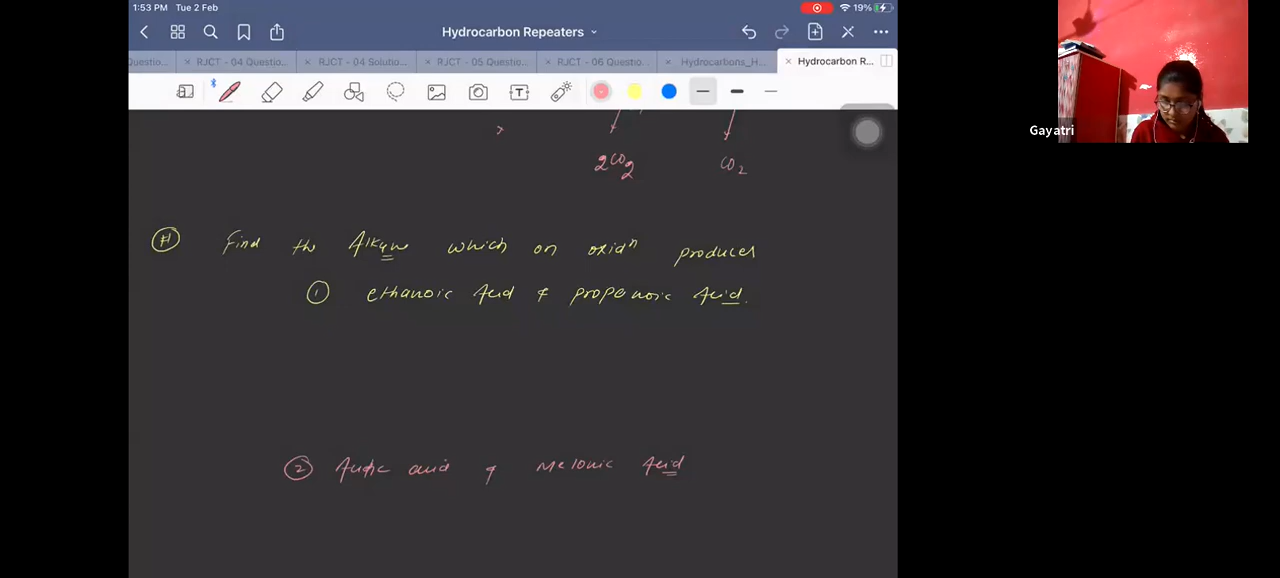 1:53 PM Tue 2 Feb
19%
Hydrocarbon Repeaters
Questio...
RJCT - 04 Questio...
RJCT - 04 Solutio...
RJCT - 05 Questio...
RJCT - 06 Questio...
Hydrocarbons_H...
Hydrocarbon R...
T
Gayatri
2CO2
CO2
(#) Find the Alkyne which on oxidn produces
① ethanoic Acid & propanoic Acid.
② acid & Melonic Acid